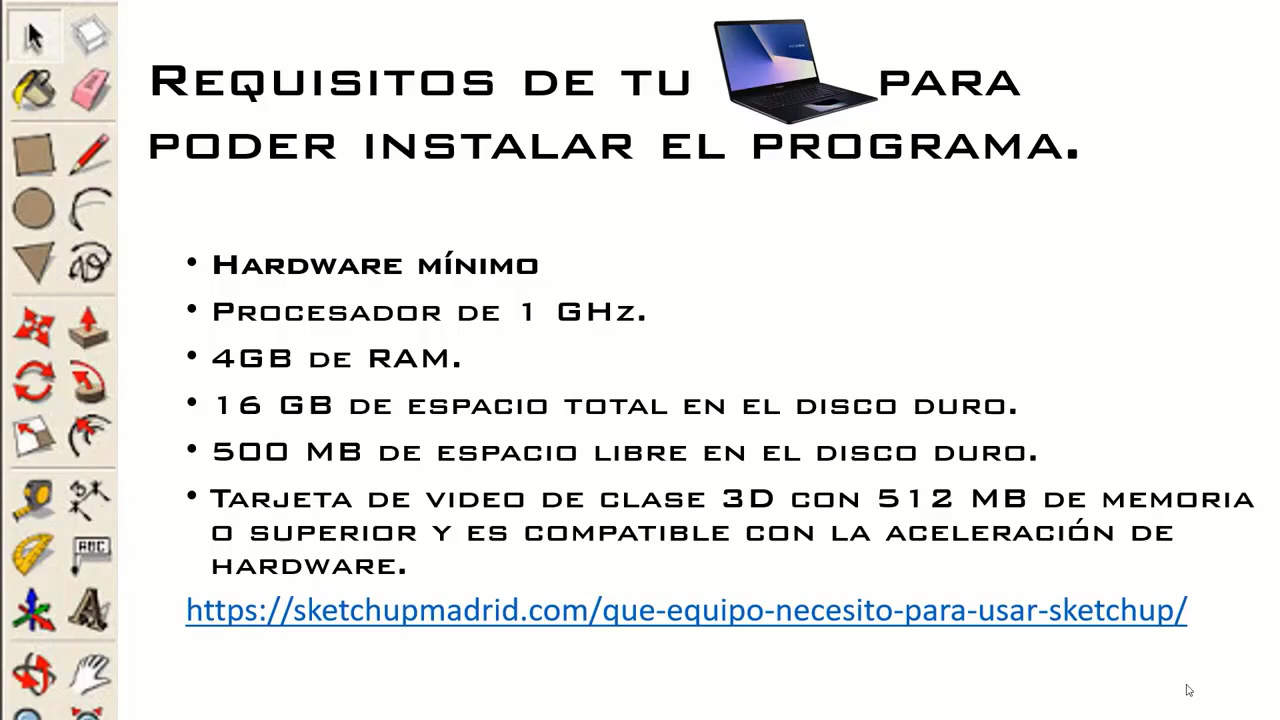 Requisitos de tu para
poder instalar el programa.
• Hardware mínimo
• Procesador de 1 GHz.
• 4GB de RAM.
• 16 GB de espacio total en el disco duro.
• 500 MB de espacio libre en el disco duro.
• Tarjeta de video de clase 3D con 512 MB de memoria
o superior y es compatible con la aceleración de
hardware.
https://sketchupmadrid.com/que-equipo-necesito-para-usar-sketchup/
ABC